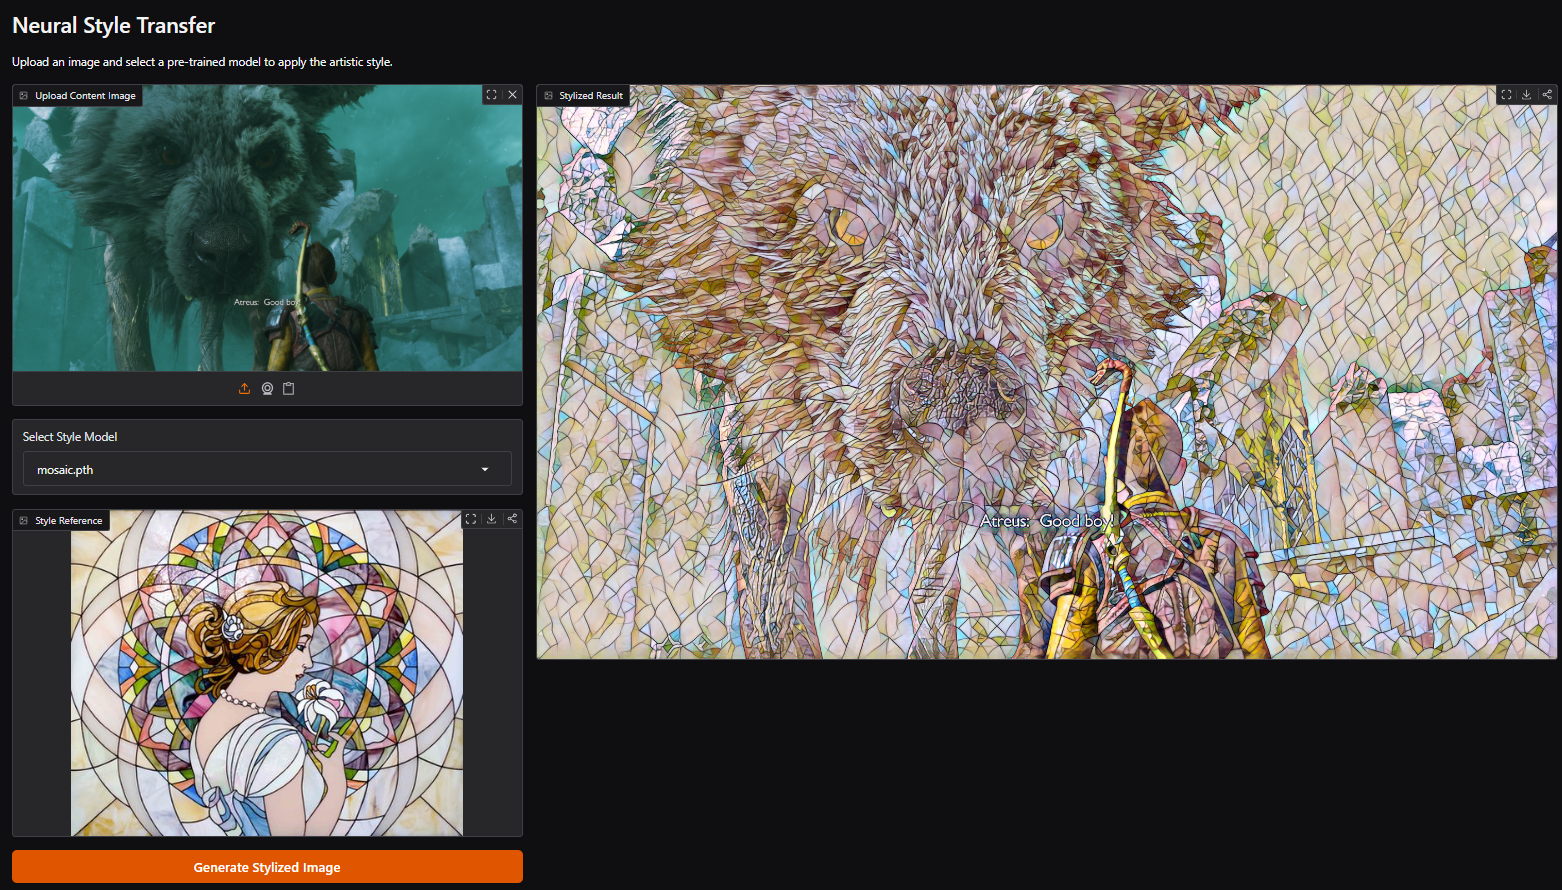 Neural Style Transfer
Upload an image and select a pre-trained model to apply the artistic style.
Upload Content Image
Atreus: Good boy.
Select Style Model
mosaic.pth
Style Reference
Generate Stylized Image
Stylized Result
Atreus: Good boy.